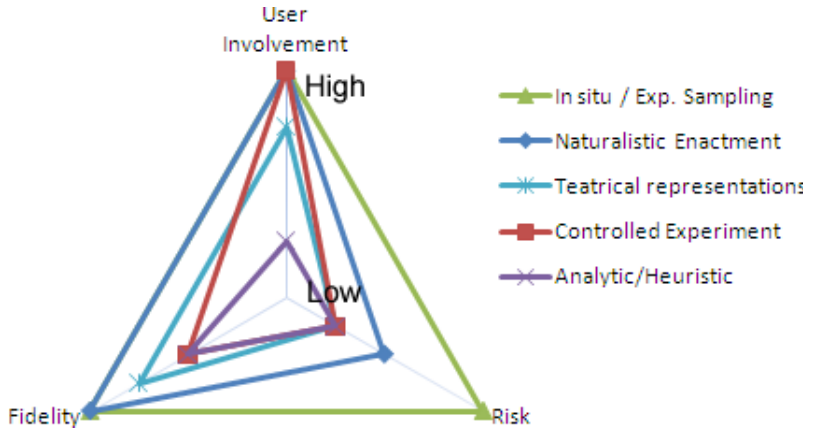 User
Involvement
High
Low
Fidelity
Risk
In situ / Exp. Sampling
Naturalistic Enactment
Teatrical representations
Controlled Experiment
Analytic/Heuristic